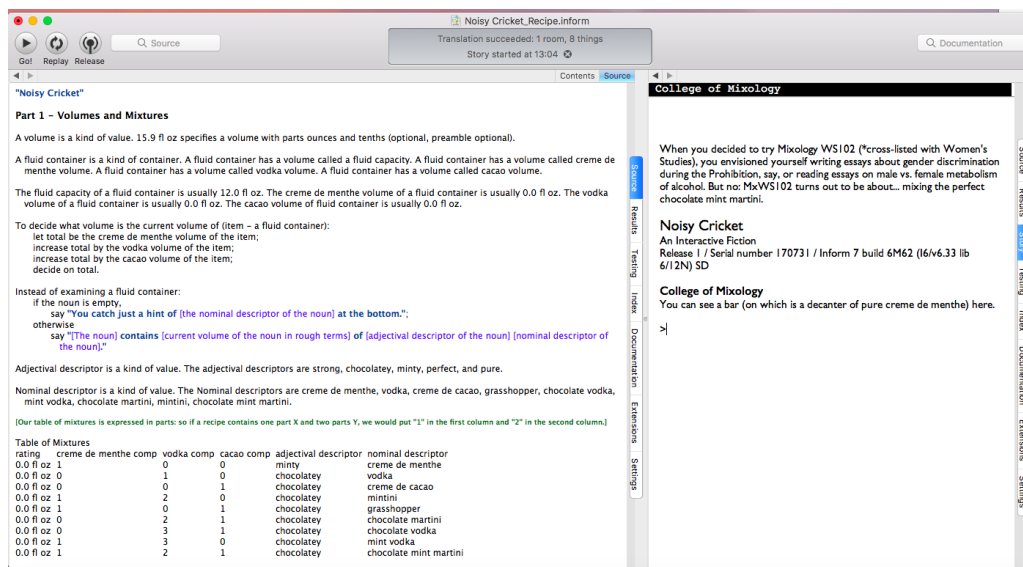 Noisy Cricket_Recipe.inform
Translation succeeded: 1 room, 8 things
Story started at 13:04
Source
Documentation
Go! Replay Release
Contents Source
"Noisy Cricket"
Part 1 – Volumes and Mixtures
A volume is a kind of value. 15.9 fl oz specifies a volume with parts ounces and tenths (optional, preamble optional).
A fluid container is a kind of container. A fluid container has a volume called a fluid capacity. A fluid container has a volume called creme de
menthe volume. A fluid container has a volume called vodka volume. A fluid container has a volume called cacao volume.
The fluid capacity of a fluid container is usually 12.0 fl oz. The creme de menthe volume of a fluid container is usually 0.0 fl oz. The vodka
volume of a fluid container is usually 0.0 fl oz. The cacao volume of fluid container is usually 0.0 fl oz.
To decide what volume is the current volume of (item – a fluid container):
let total be the creme de menthe volume of the item;
increase total by the vodka volume of the item;
increase total by the cacao volume of the item;
decide on total.
Instead of examining a fluid container:
if the noun is empty,
say "You catch just a hint of [the nominal descriptor of the noun] at the bottom.";
otherwise
say "[The noun] contains [current volume of the noun in rough terms] of [adjectival descriptor of the noun] [nominal descriptor of
the noun]."
Adjectival descriptor is a kind of value. The adjectival descriptors are strong, chocolatey, minty, perfect, and pure.
Nominal descriptor is a kind of value. The Nominal descriptors are creme de menthe, vodka, creme de cacao, grasshopper, chocolate vodka,
mint vodka, chocolate martini, mintini, chocolate mint martini.
[Our table of mixtures is expressed in parts: so if a recipe contains one part X and two parts Y, we would put "1" in the first column and "2" in the second column.]
Table of Mixtures
rating creme de menthe comp vodka comp cacao comp adjectival descriptor nominal descriptor
0.0 fl oz 1 0 0 minty creme de menthe
0.0 fl oz 0 1 0 chocolatey vodka
0.0 fl oz 0 0 1 chocolatey creme de cacao
0.0 fl oz 1 2 0 chocolatey mintini
0.0 fl oz 1 0 1 chocolatey grasshopper
0.0 fl oz 0 2 1 chocolatey chocolate martini
0.0 fl oz 0 3 1 chocolatey chocolate vodka
0.0 fl oz 1 3 0 chocolatey mint vodka
0.0 fl oz 1 2 1 chocolatey chocolate mint martini
Source
Results
Testing
Index
Documentation
Extensions
Settings
College of Mixology
When you decided to try Mixology WS102 (*cross-listed with Women's
Studies), you envisioned yourself writing essays about gender discrimination
during the Prohibition, say, or reading essays on male vs. female metabolism
of alcohol. But no: MxWS102 turns out to be about... mixing the perfect
chocolate mint martini.
Noisy Cricket
An Interactive Fiction
Release 1 / Serial number 170731 / Inform 7 build 6M62 (I6/v6.33 lib
6/12N) SD
College of Mixology
You can see a bar (on which is a decanter of pure creme de menthe) here.
>
Source
Results
Story
Testing
Index
Documentation
Extensions
Settings